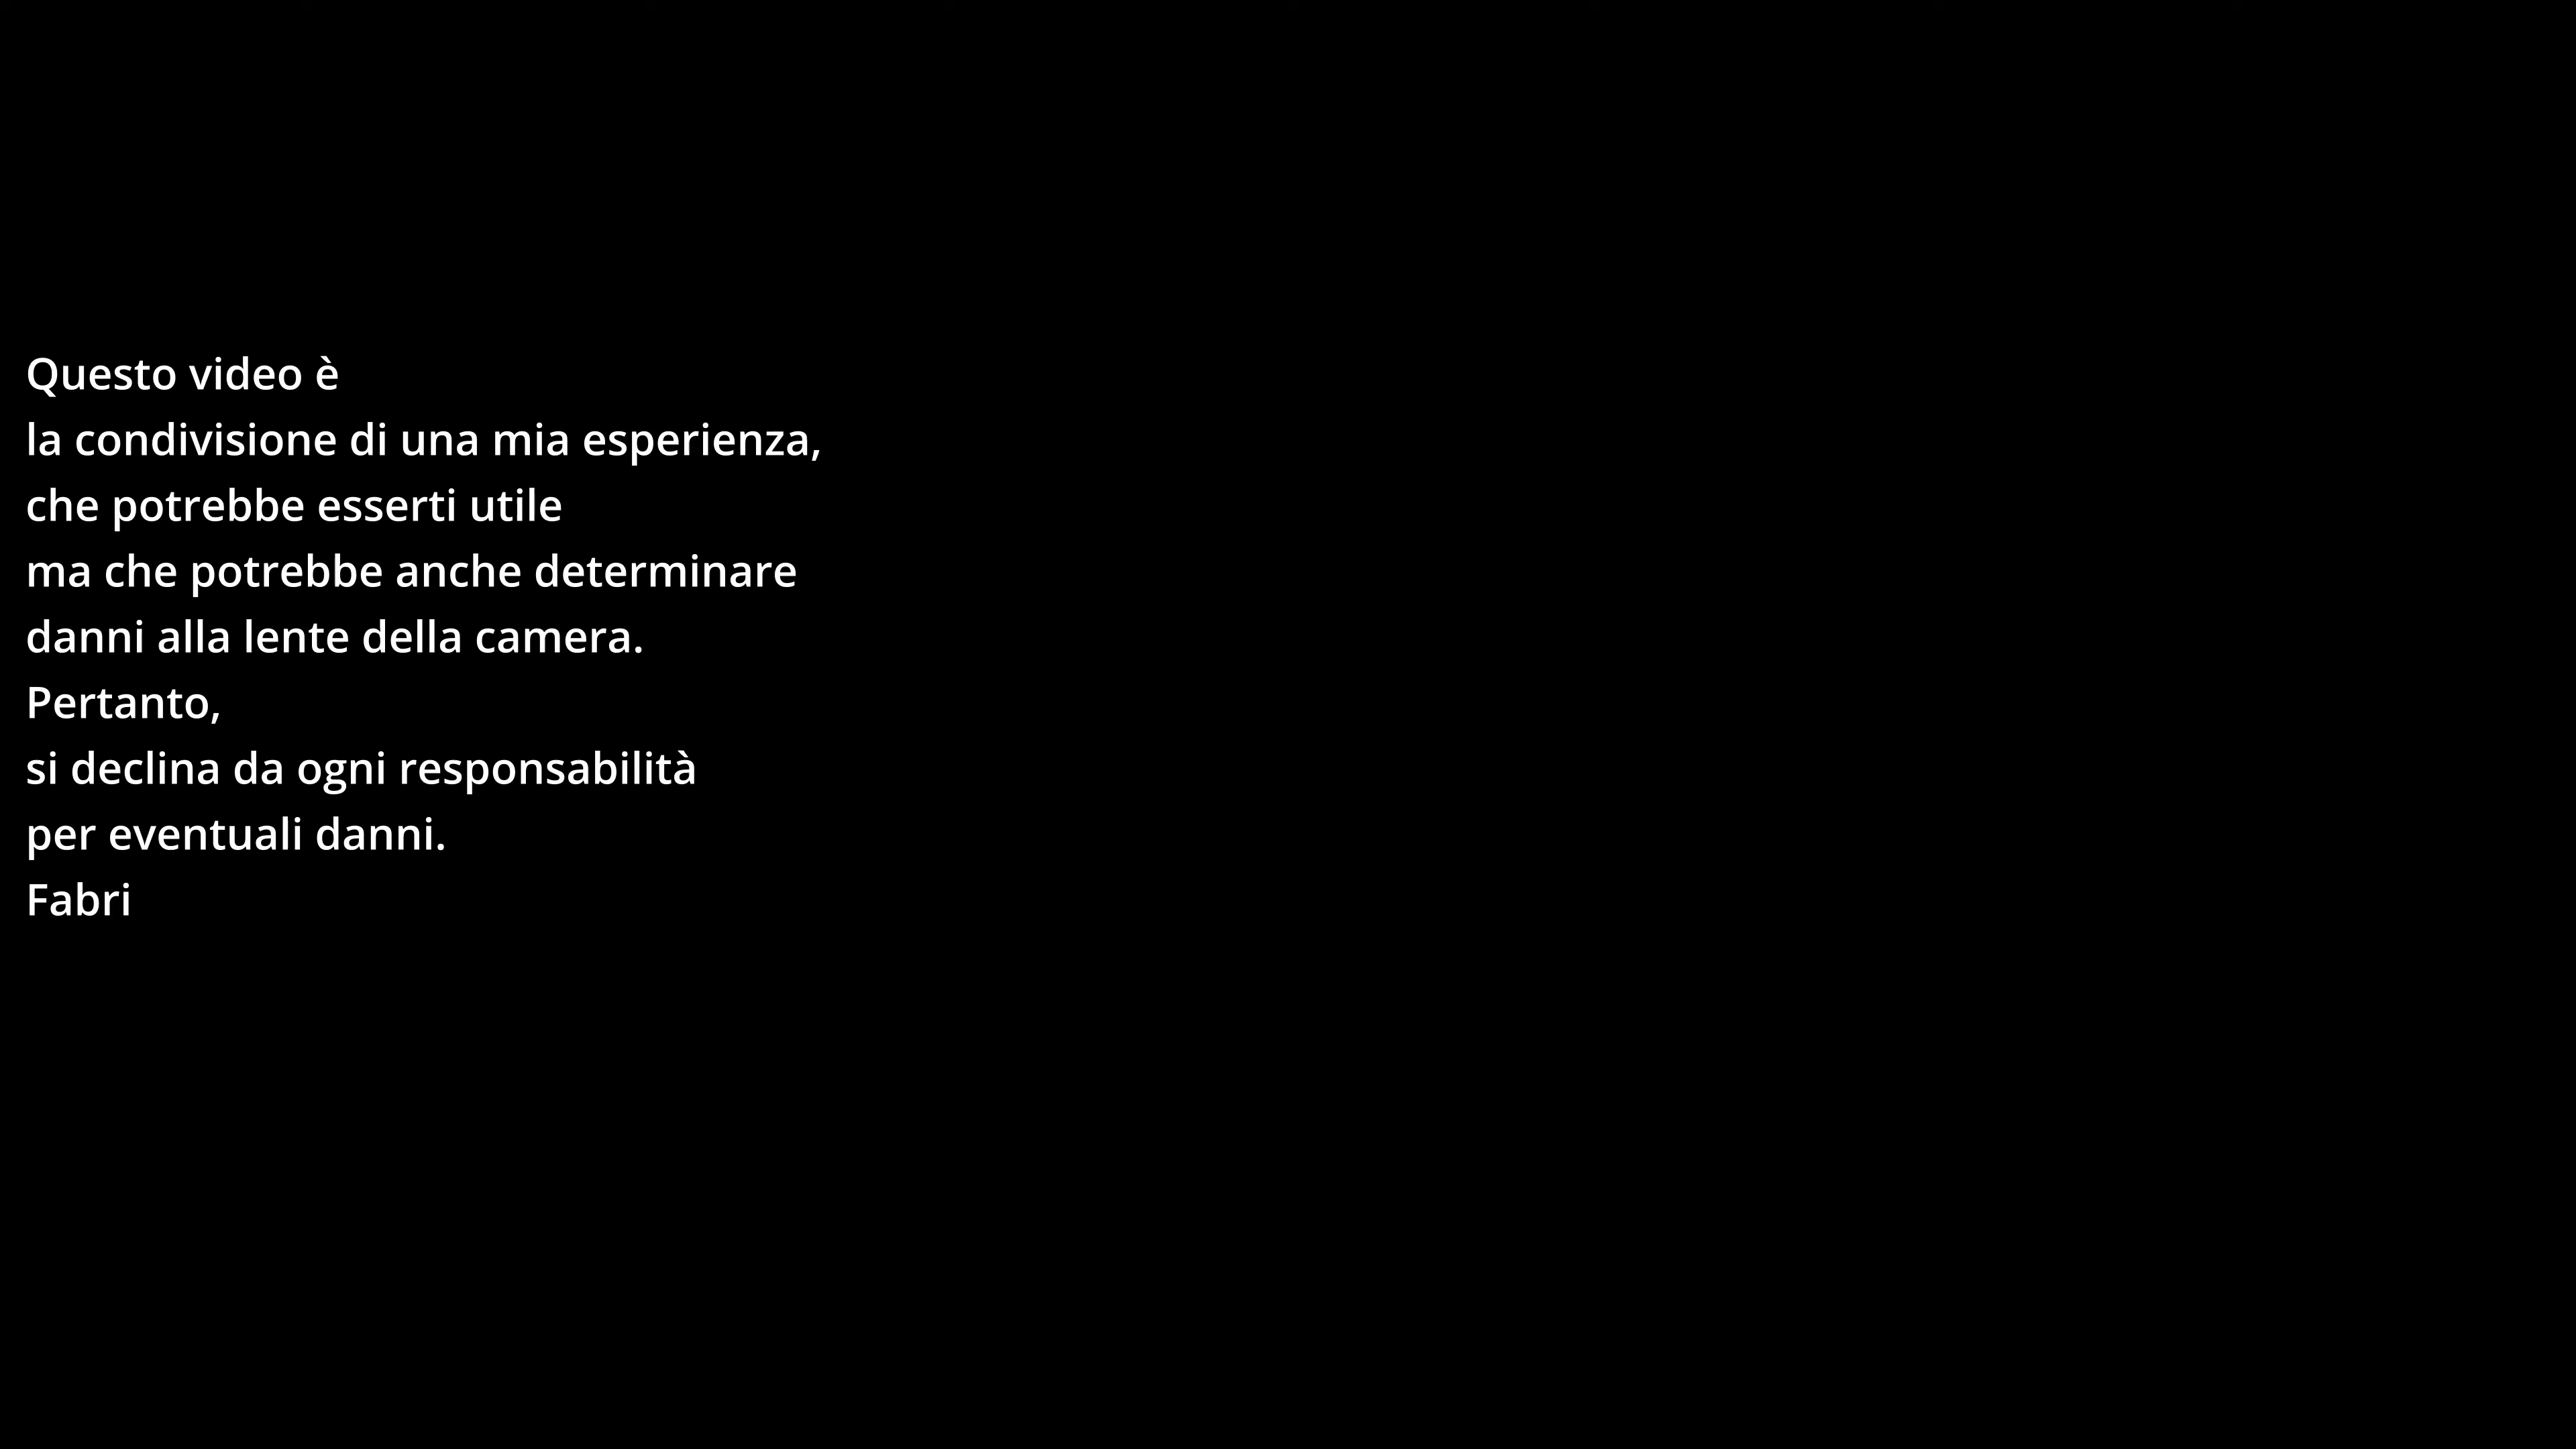 Questo video è
la condivisione di una mia esperienza,
che potrebbe esserti utile
ma che potrebbe anche determinare
danni alla lente della camera.
Pertanto,
si declina da ogni responsabilità
per eventuali danni.
Fabri